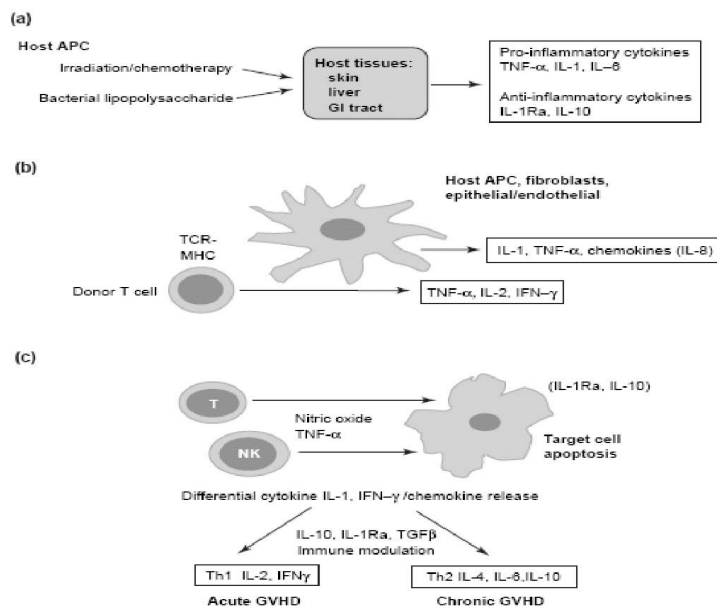 (a)
Host APC
Irradiation/chemotherapy
Bacterial lipopolysaccharide
Host tissues:
skin
liver
GI tract
Pro-inflammatory cytokines
TNF-α, IL-1, IL–6
Anti-inflammatory cytokines
IL-1Ra, IL-10
(b)
Host APC, fibroblasts,
epithelial/endothelial
TCR-
MHC
IL-1, TNF-α, chemokines (IL-8)
Donor T cell
TNF-α, IL-2, IFN–γ
(c)
T
(IL-1Ra, IL-10)
Nitric oxide
TNF-α
NK
Target cell
apoptosis
Differential cytokine IL-1, IFN–γ/chemokine release
IL-10, IL-1Ra, TGFβ
Immune modulation
Th1 IL-2, IFNγ
Th2 IL-4, IL-6,IL-10
Acute GVHD
Chronic GVHD